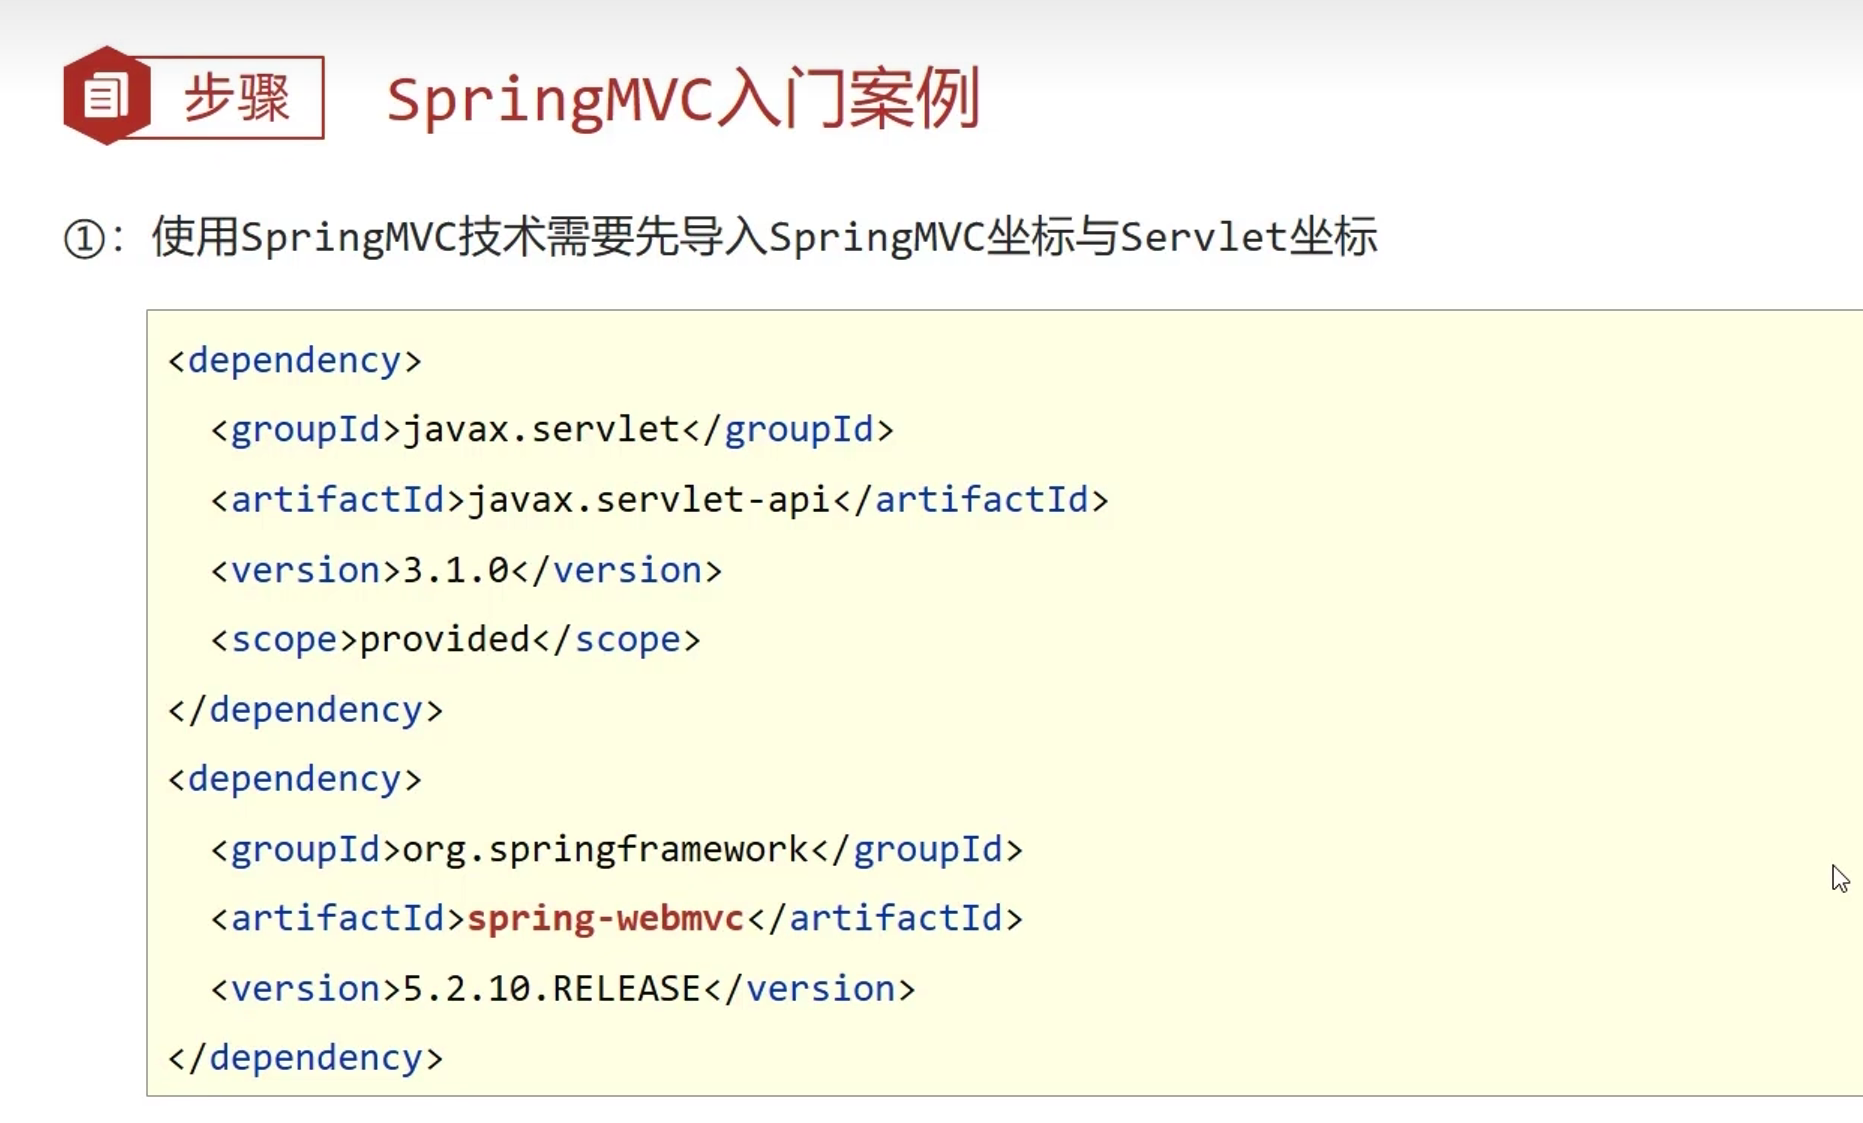 步骤 SpringMVC入门案例
①：使用SpringMVC技术需要先导入SpringMVC坐标与Servlet坐标
<dependency>
  <groupId>javax.servlet</groupId>
  <artifactId>javax.servlet-api</artifactId>
  <version>3.1.0</version>
  <scope>provided</scope>
</dependency>
<dependency>
  <groupId>org.springframework</groupId>
  <artifactId>spring-webmvc</artifactId>
  <version>5.2.10.RELEASE</version>
</dependency>